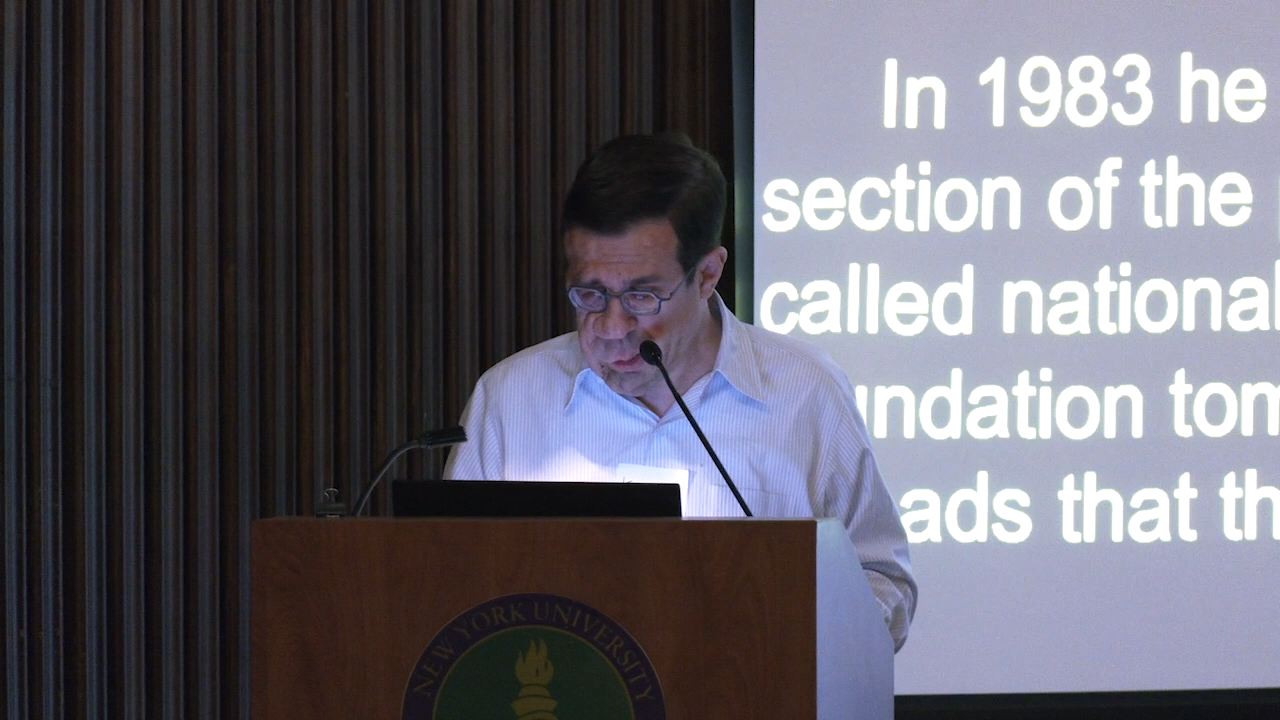 In 1983 he
section of the
called national
undation tom
ads that th
NEW YORK UNIVERSITY